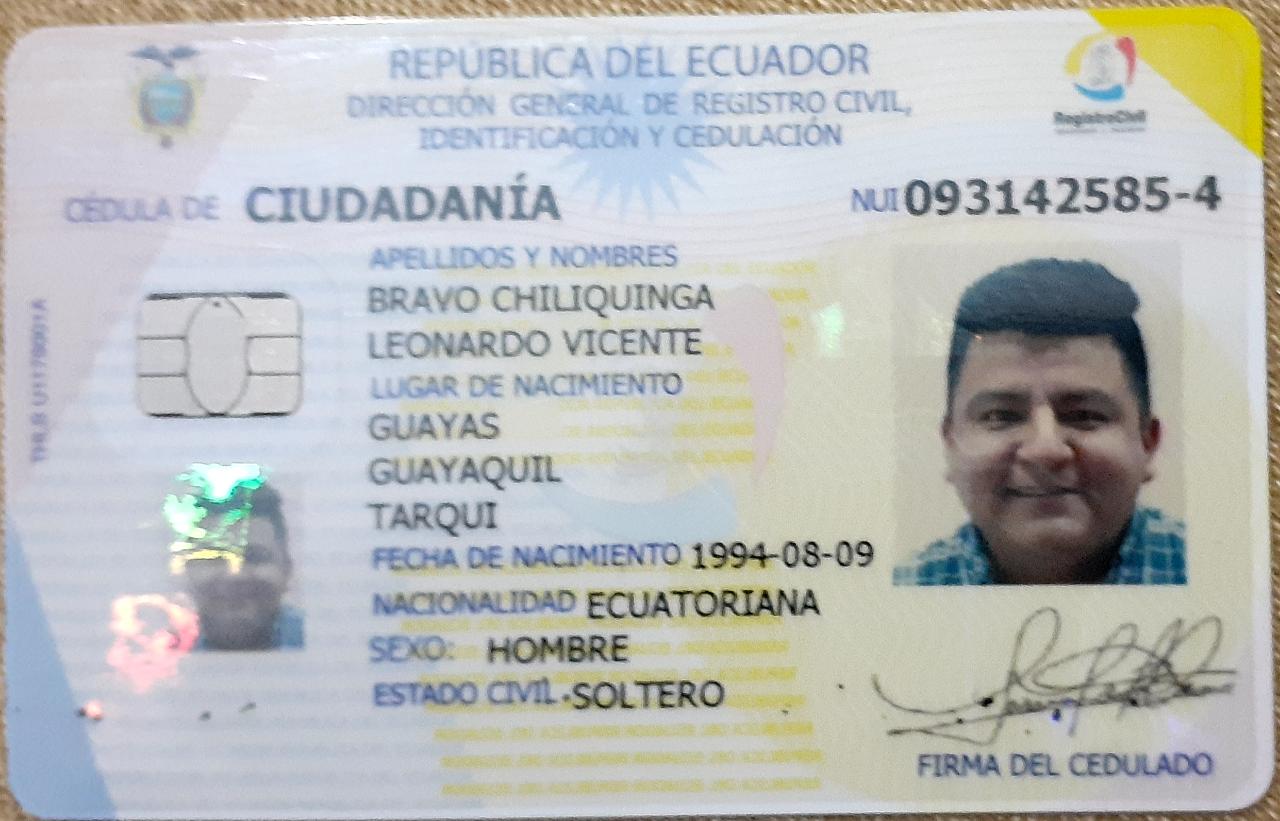 REPÚBLICA DEL ECUADOR
DIRECCIÓN GENERAL DE REGISTRO CIVIL,
IDENTIFICACIÓN Y CEDULACIÓN
RegistroCivil
CÉDULA DE CIUDADANÍA
NUI 093142585-4
APELLIDOS Y NOMBRES
BRAVO CHILIQUINGA
LEONARDO VICENTE
LUGAR DE NACIMIENTO
GUAYAS
GUAYAQUIL
TARQUI
FECHA DE NACIMIENTO 1994-08-09
NACIONALIDAD ECUATORIANA
SEXO: HOMBRE
ESTADO CIVIL SOLTERO
FIRMA DEL CEDULADO